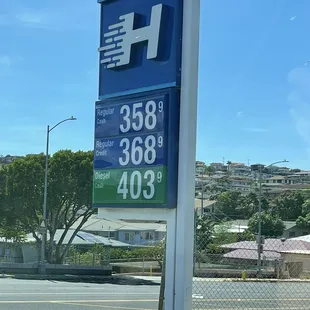 H
Regular
Cash
358 9
Regular
Credit
368 9
Diesel
Cash
403 9